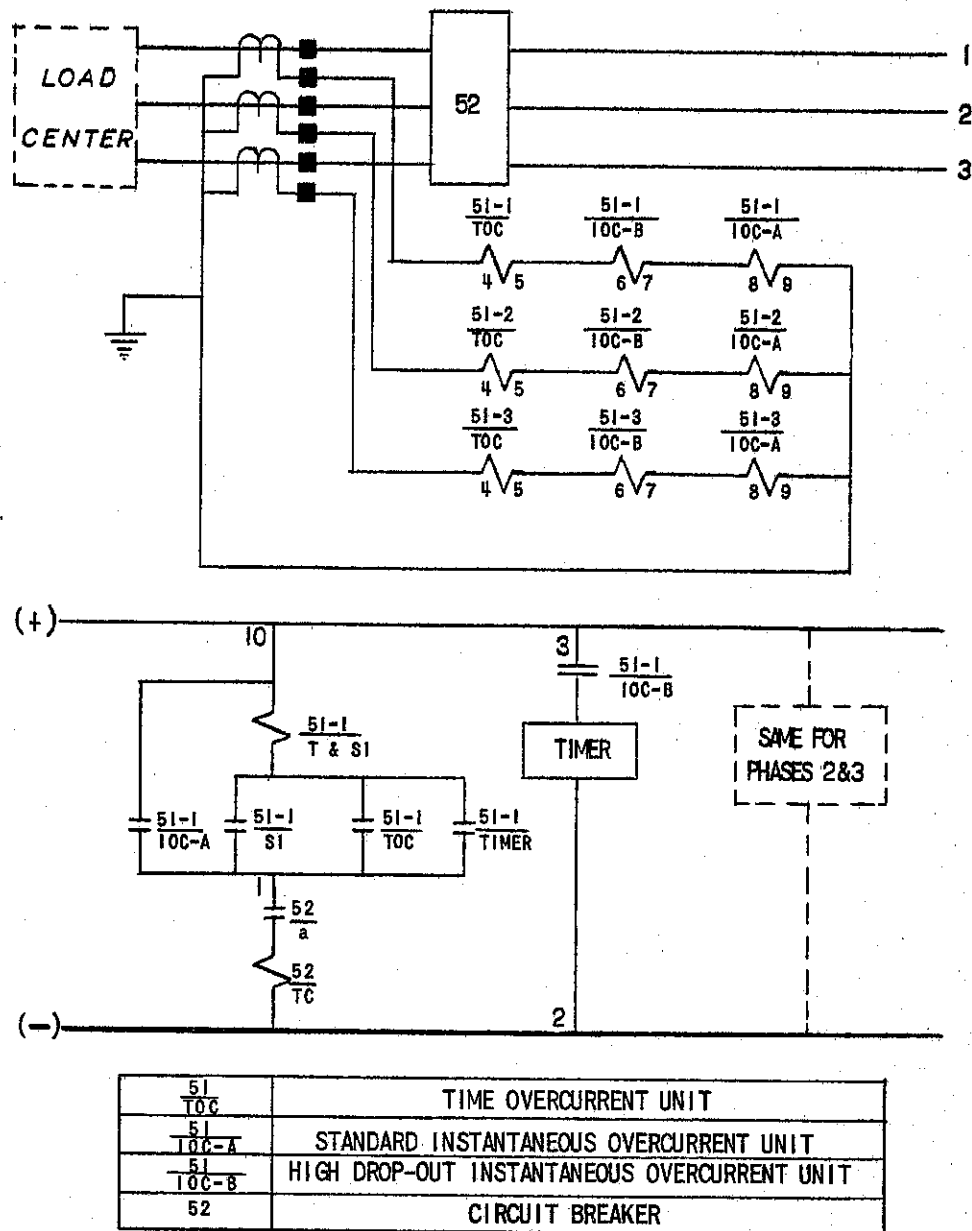 LOAD
CENTER
52
1
2
3
51-1
TOC
51-1
IOC-B
51-1
IOC-A
4 5
6 7
8 9
51-2
TOC
51-2
IOC-B
51-2
IOC-A
4 5
6 7
8 9
51-3
TOC
51-3
IOC-B
51-3
IOC-A
4 5
6 7
8 9
(+)
10
3
51-1
IOC-B
51-1
T & SI
TIMER
SAME FOR
PHASES 2&3
51-1
IOC-A
51-1
SI
51-1
TOC
51-1
TIMER
1
52
a
52
TC
(-)
2
51
TOC
TIME OVERCURRENT UNIT
51
IOC-A
STANDARD INSTANTANEOUS OVERCURRENT UNIT
51
IOC-B
HIGH DROP-OUT INSTANTANEOUS OVERCURRENT UNIT
52
CIRCUIT BREAKER